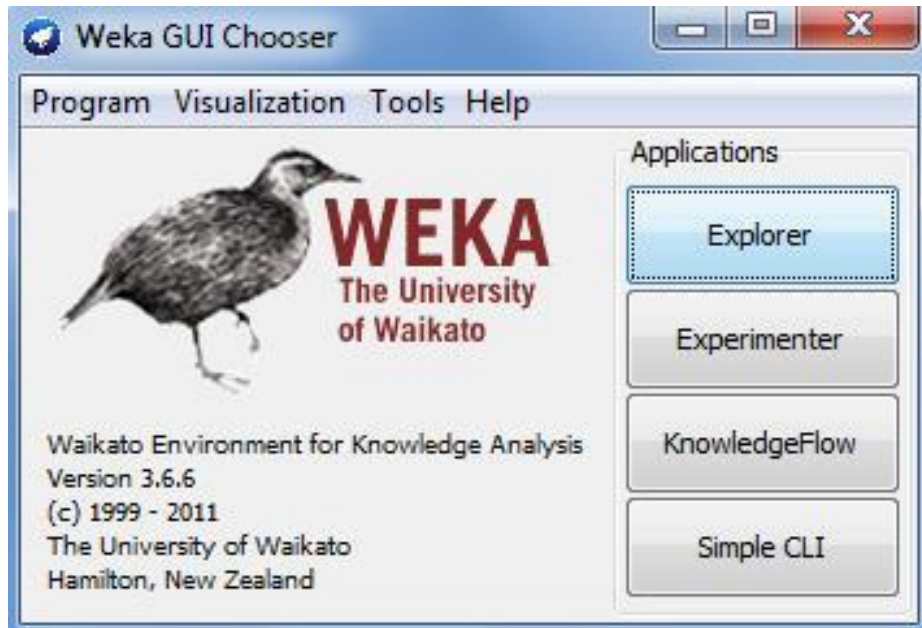 Weka GUI Chooser
Program Visualization Tools Help
WEKA
The University
of Waikato
Waikato Environment for Knowledge Analysis
Version 3.6.6
(c) 1999 - 2011
The University of Waikato
Hamilton, New Zealand
Applications
Explorer
Experimenter
KnowledgeFlow
Simple CLI